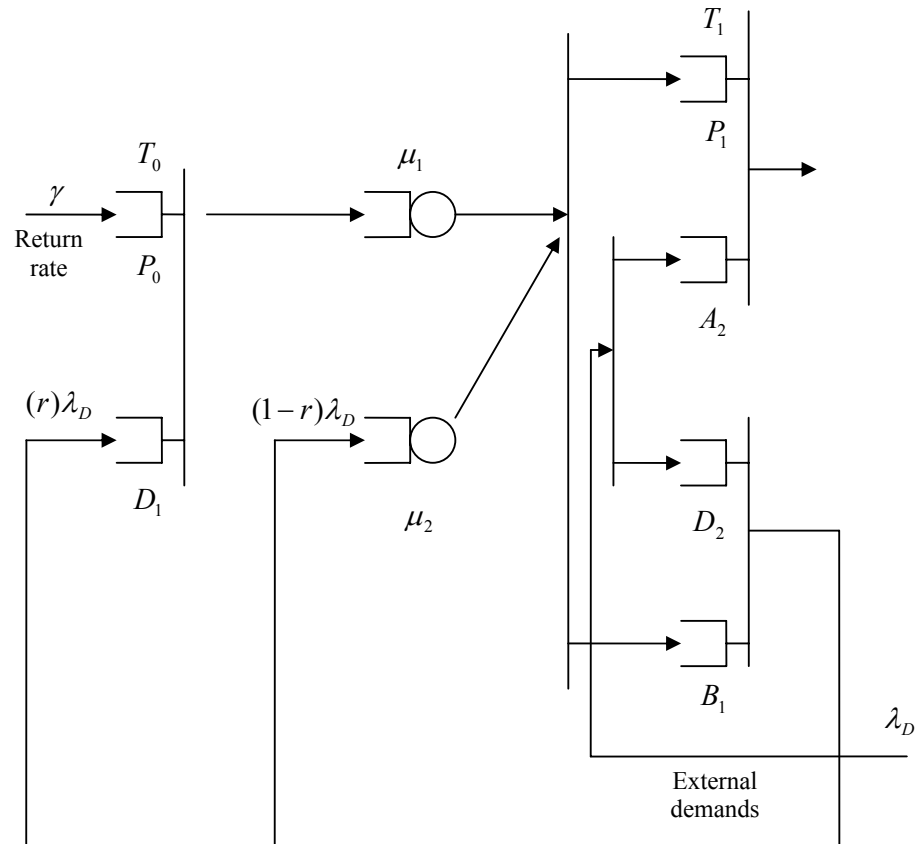 T₁
P₁
T₀
μ₁
γ
Return
rate
P₀
A₂
(r)λ_D
(1−r)λ_D
D₁
μ₂
D₂
B₁
λ_D
External
demands